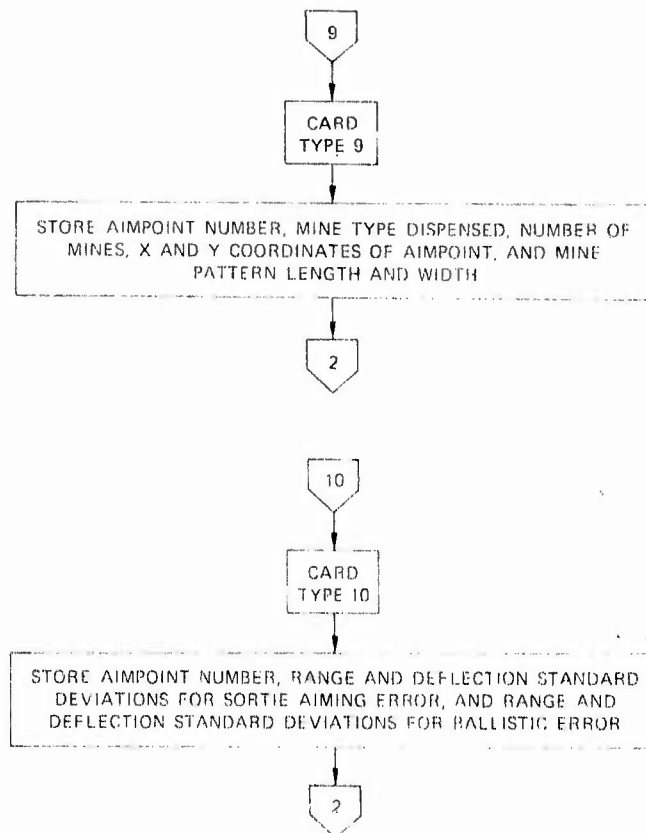 9
CARD
TYPE 9
STORE AIMPOINT NUMBER, MINE TYPE DISPENSED, NUMBER OF
MINES, X AND Y COORDINATES OF AIMPOINT, AND MINE
PATTERN LENGTH AND WIDTH
2
10
CARD
TYPE 10
STORE AIMPOINT NUMBER, RANGE AND DEFLECTION STANDARD
DEVIATIONS FOR SORTIE AIMING ERROR, AND RANGE AND
DEFLECTION STANDARD DEVIATIONS FOR BALLISTIC ERROR
2